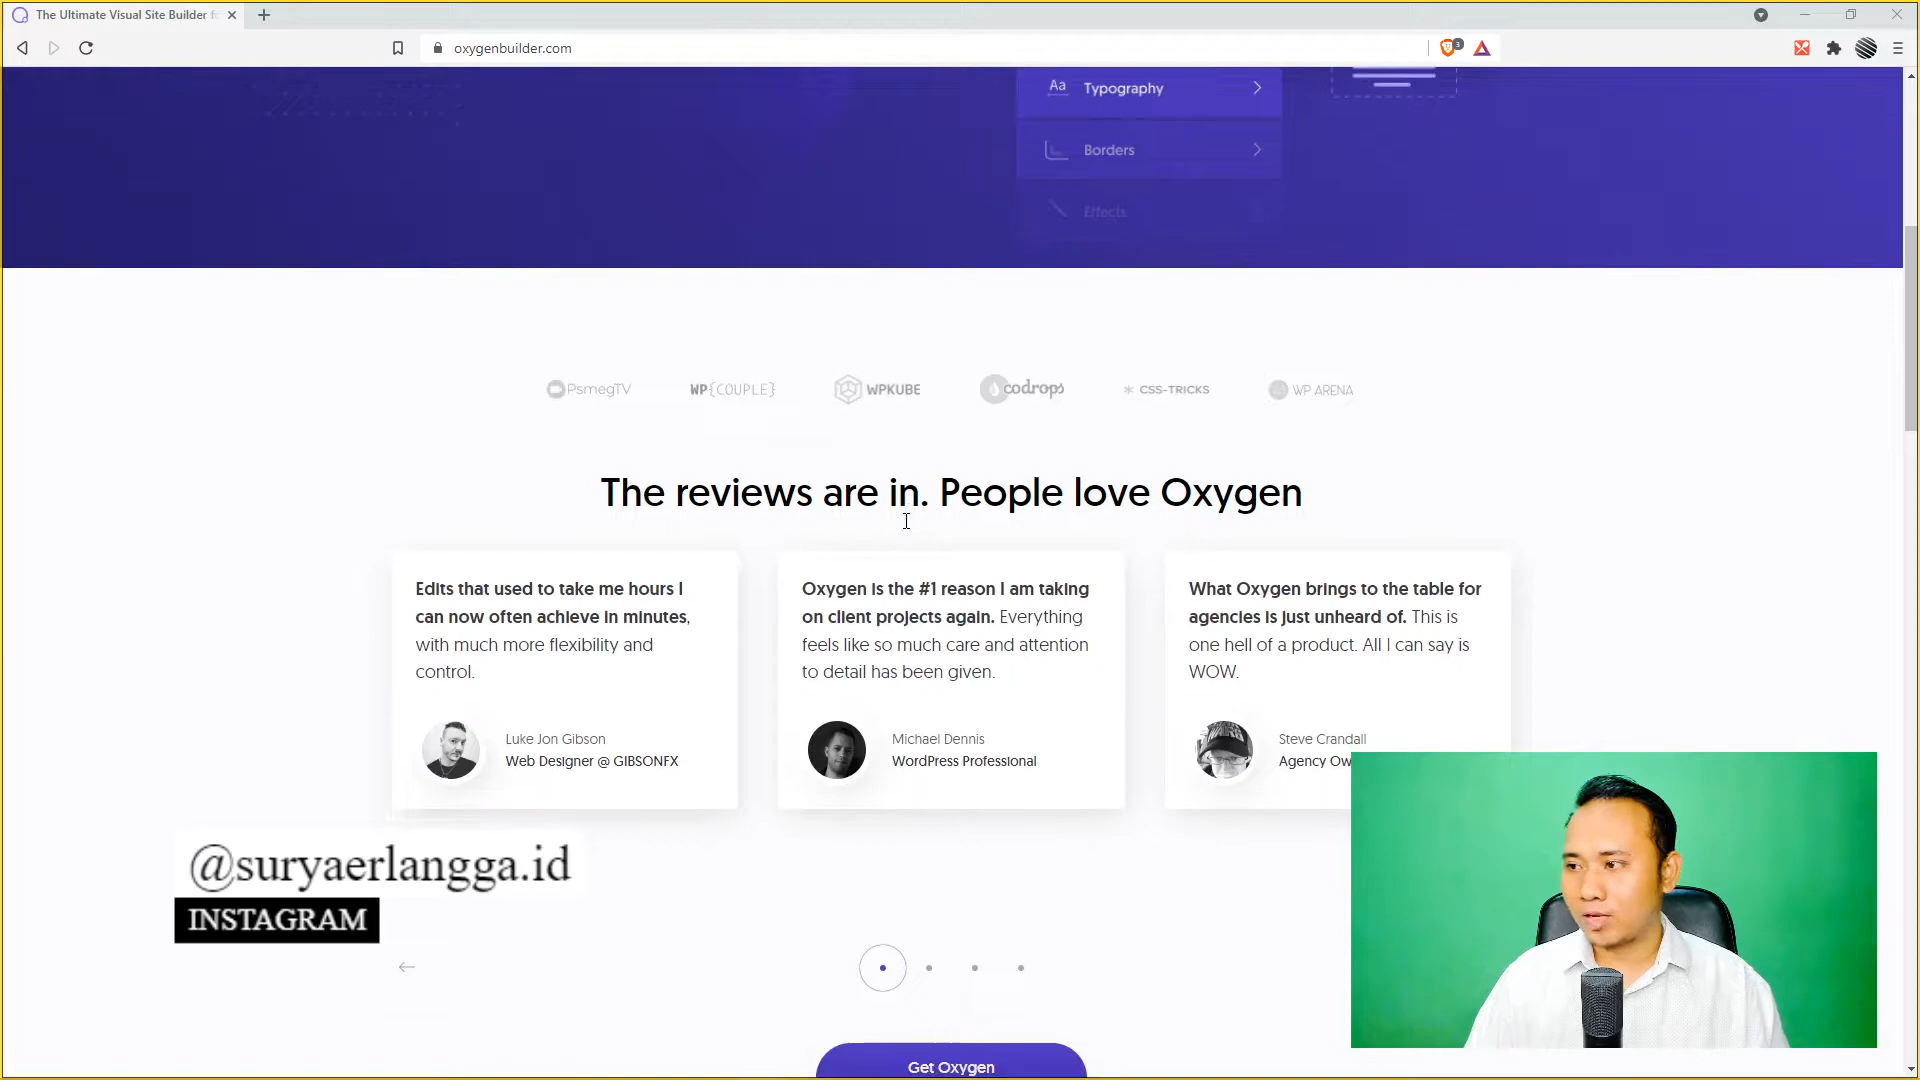 The Ultimate Visual Site Builder f
oxygenbuilder.com
3
Aa Typography
Borders
Effects
PsmegTV
WP{COUPLE}
WPKUBE
codrops
* CSS-TRICKS
WP ARENA
The reviews are in. People love Oxygen
Edits that used to take me hours I
can now often achieve in minutes,
with much more flexibility and
control.
Luke Jon Gibson
Web Designer @ GIBSONFX
Oxygen is the #1 reason I am taking
on client projects again. Everything
feels like so much care and attention
to detail has been given.
Michael Dennis
WordPress Professional
What Oxygen brings to the table for
agencies is just unheard of. This is
one hell of a product. All I can say is
WOW.
Steve Crandall
Agency Ow
@suryaerlangga.id
INSTAGRAM
Get Oxygen